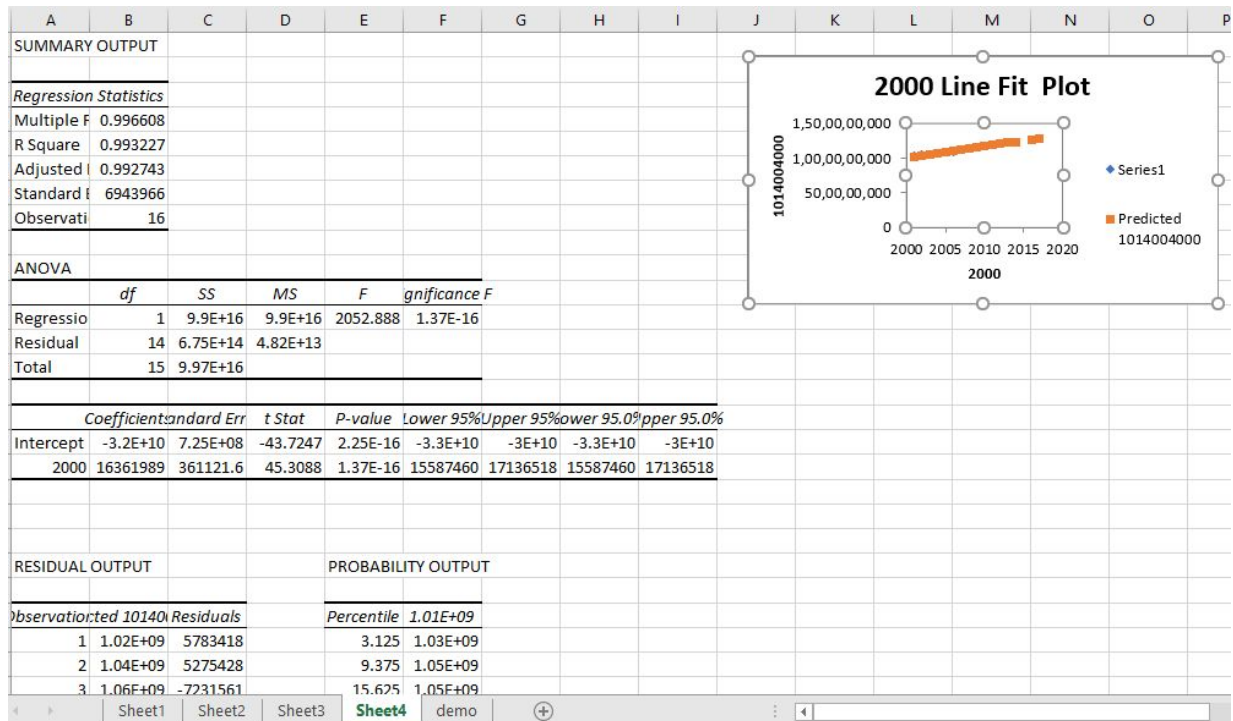 A B C D E F G H I J K L M N O P
SUMMARY OUTPUT
Regression Statistics
Multiple F 0.996608
R Square 0.993227
Adjusted 0.992743
Standard E 6943966
Observati 16
ANOVA
df SS MS F gnificance F
Regressio 1 9.9E+16 9.9E+16 2052.888 1.37E-16
Residual 14 6.75E+14 4.82E+13
Total 15 9.97E+16
Coefficients andard Err t Stat P-value Lower 95% Upper 95% ower 95.0% pper 95.0%
Intercept -3.2E+10 7.25E+08 -43.7247 2.25E-16 -3.3E+10 -3E+10 -3.3E+10 -3E+10
2000 16361989 361121.6 45.3088 1.37E-16 15587460 17136518 15587460 17136518
RESIDUAL OUTPUT PROBABILITY OUTPUT
Observation cted 10140 Residuals Percentile 1.01E+09
1 1.02E+09 5783418 3.125 1.03E+09
2 1.04E+09 5275428 9.375 1.05E+09
3 1.06E+09 -7231561 15.625 1.05E+09
Sheet1 Sheet2 Sheet3 Sheet4 demo
2000 Line Fit Plot
1014004000
1,50,00,00,000
1,00,00,00,000
50,00,00,000
0
2000 2005 2010 2015 2020
2000
Series1
Predicted
1014004000